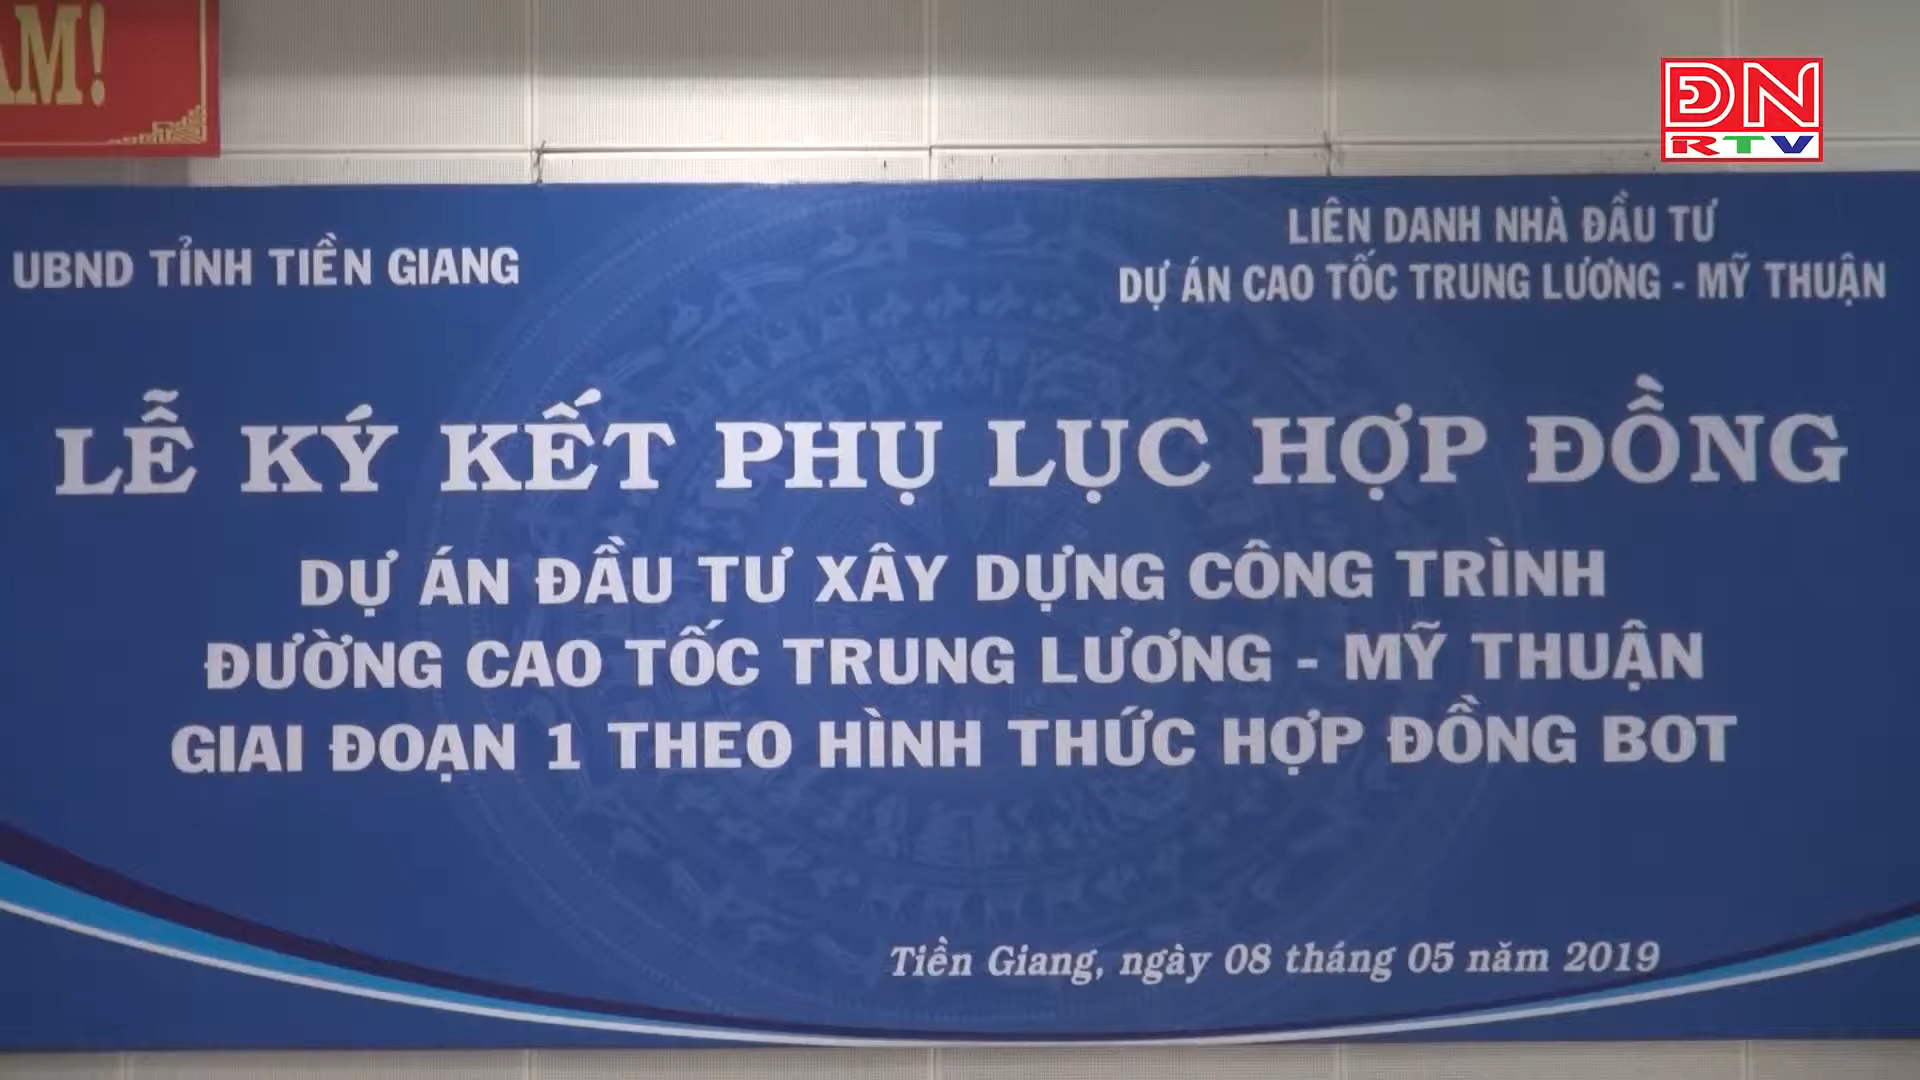 ĐN
RTV
UBND TỈNH TIỀN GIANG
LIÊN DANH NHÀ ĐẦU TƯ
DỰ ÁN CAO TỐC TRUNG LƯƠNG - MỸ THUẬN
LỄ KÝ KẾT PHỤ LỤC HỢP ĐỒNG
DỰ ÁN ĐẦU TƯ XÂY DỰNG CÔNG TRÌNH
ĐƯỜNG CAO TỐC TRUNG LƯƠNG - MỸ THUẬN
GIAI ĐOẠN 1 THEO HÌNH THỨC HỢP ĐỒNG BOT
Tiền Giang, ngày 08 tháng 05 năm 2019